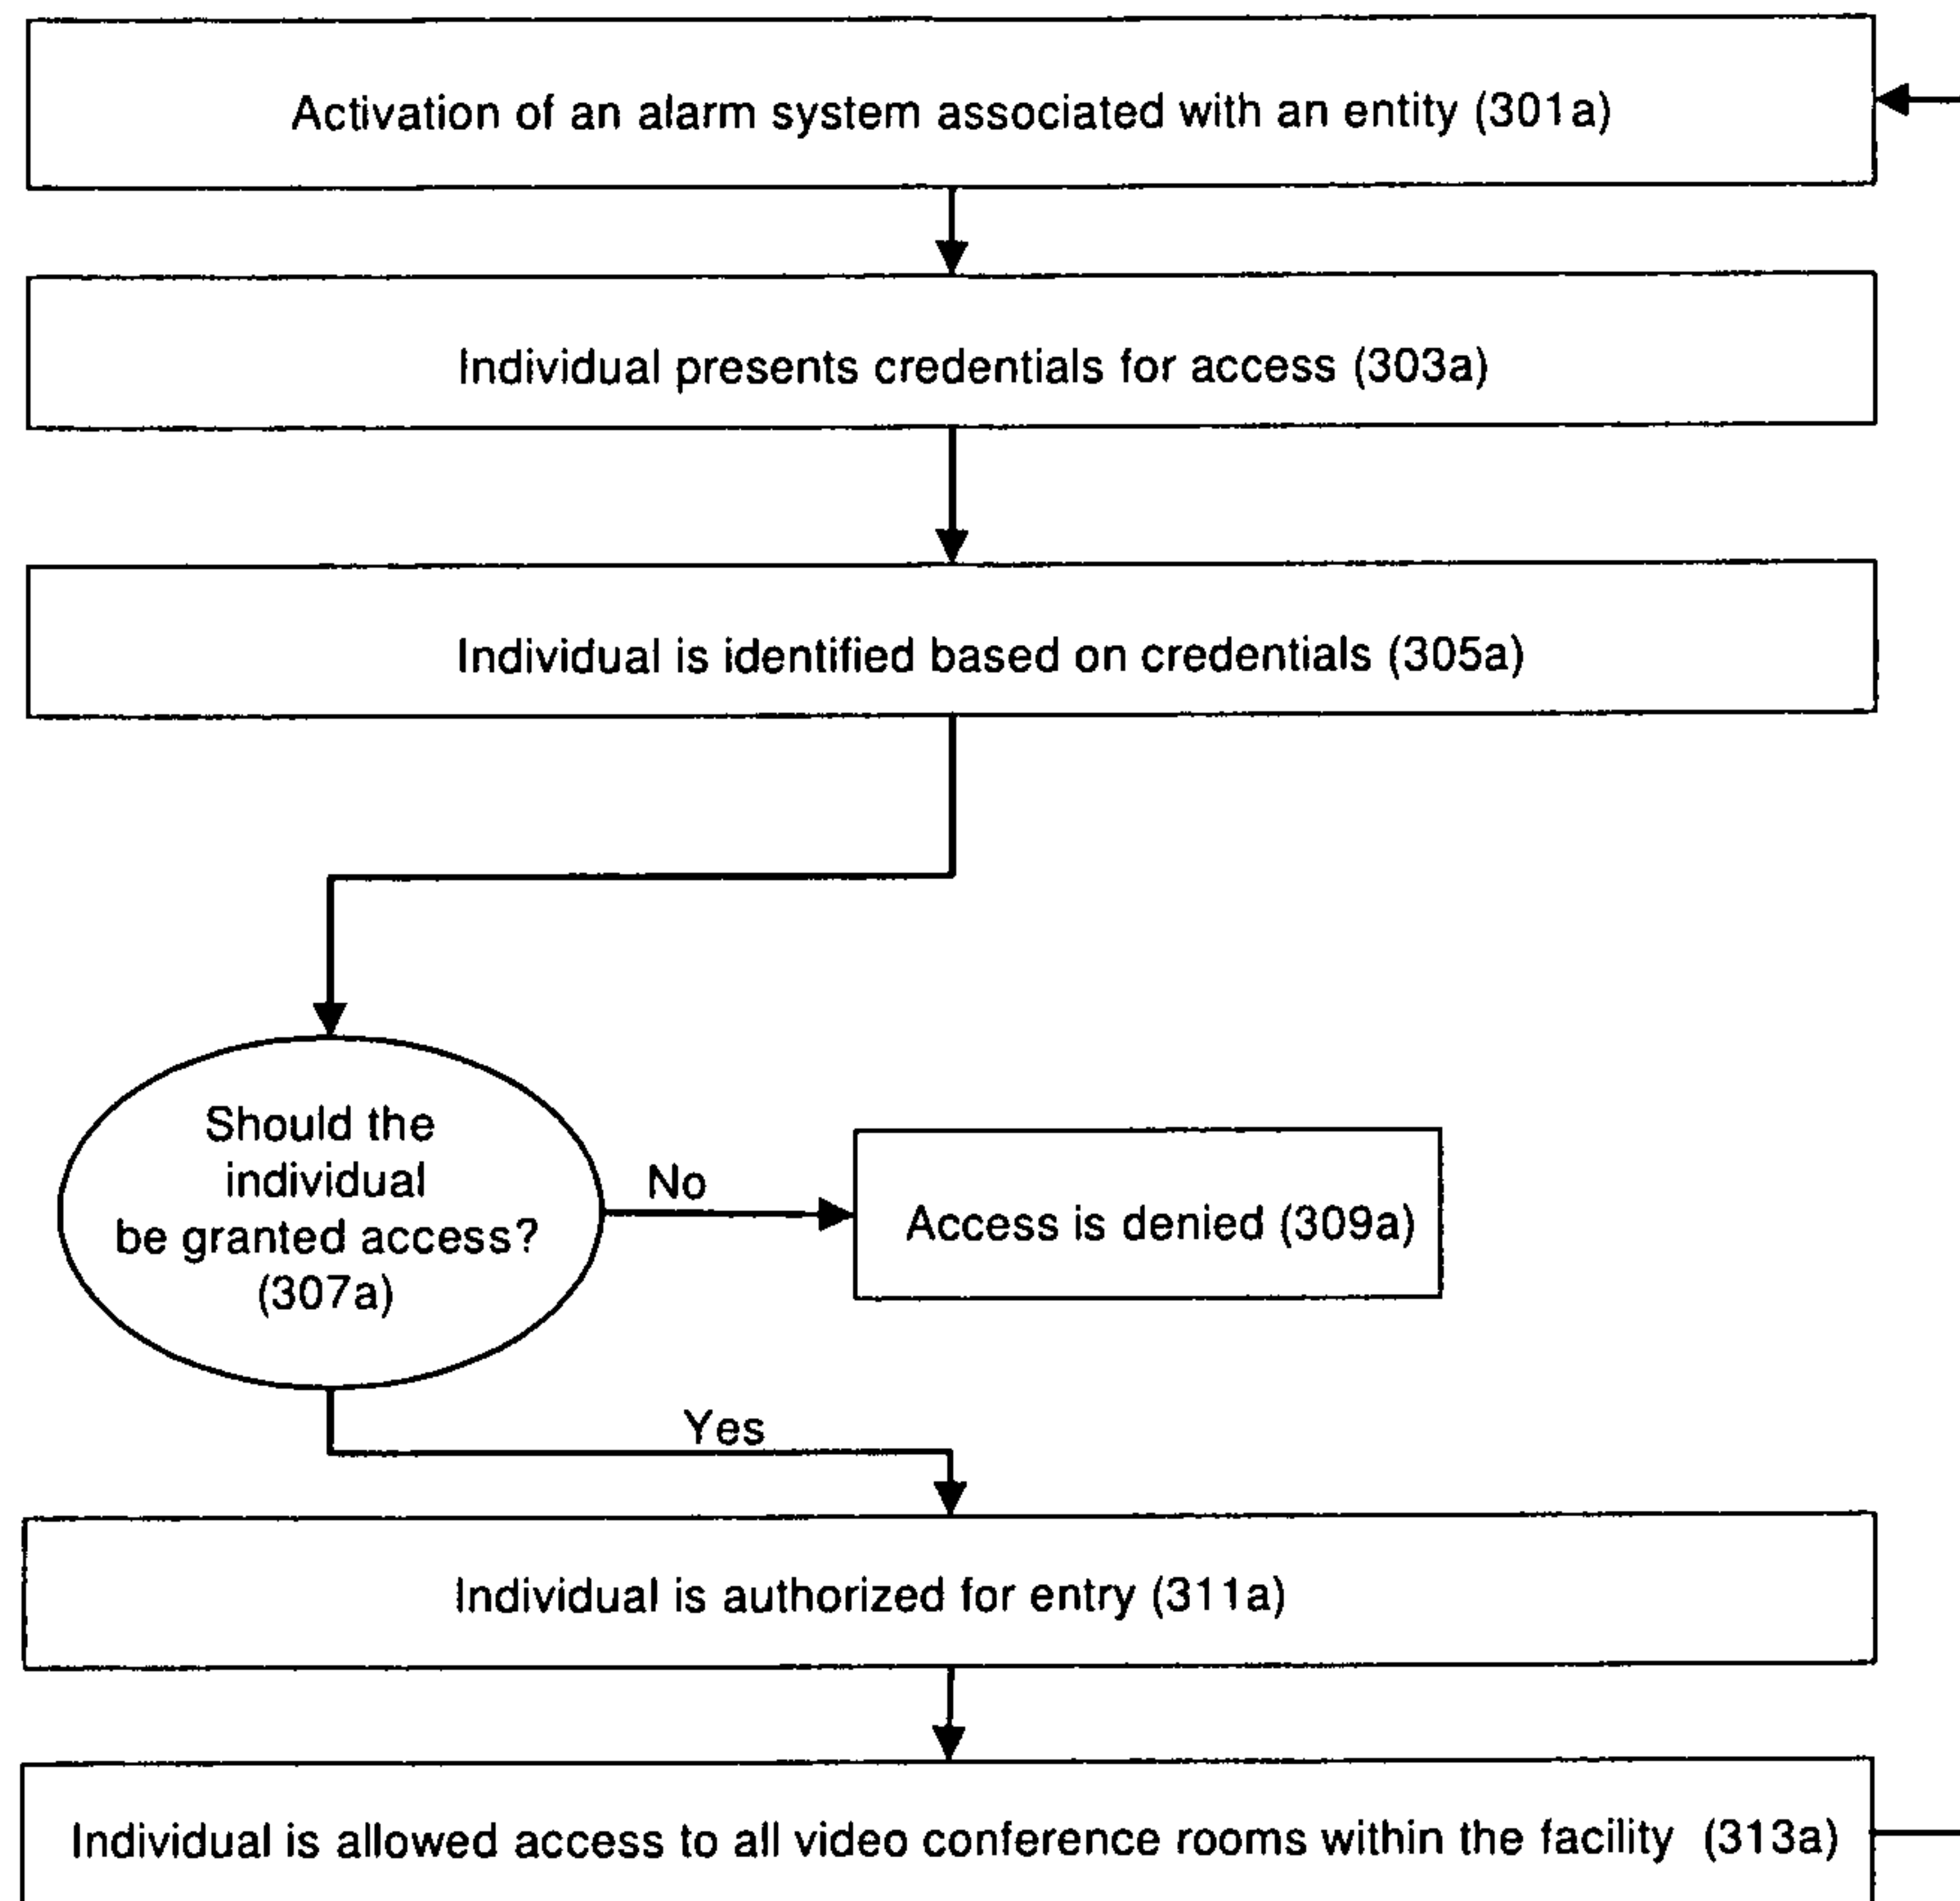 Activation of an alarm system associated with an entity (301a)
Individual presents credentials for access (303a)
Individual is identified based on credentials (305a)
Should the
individual
be granted access?
(307a)
No
Access is denied (309a)
Yes
Individual is authorized for entry (311a)
Individual is allowed access to all video conference rooms within the facility (313a)